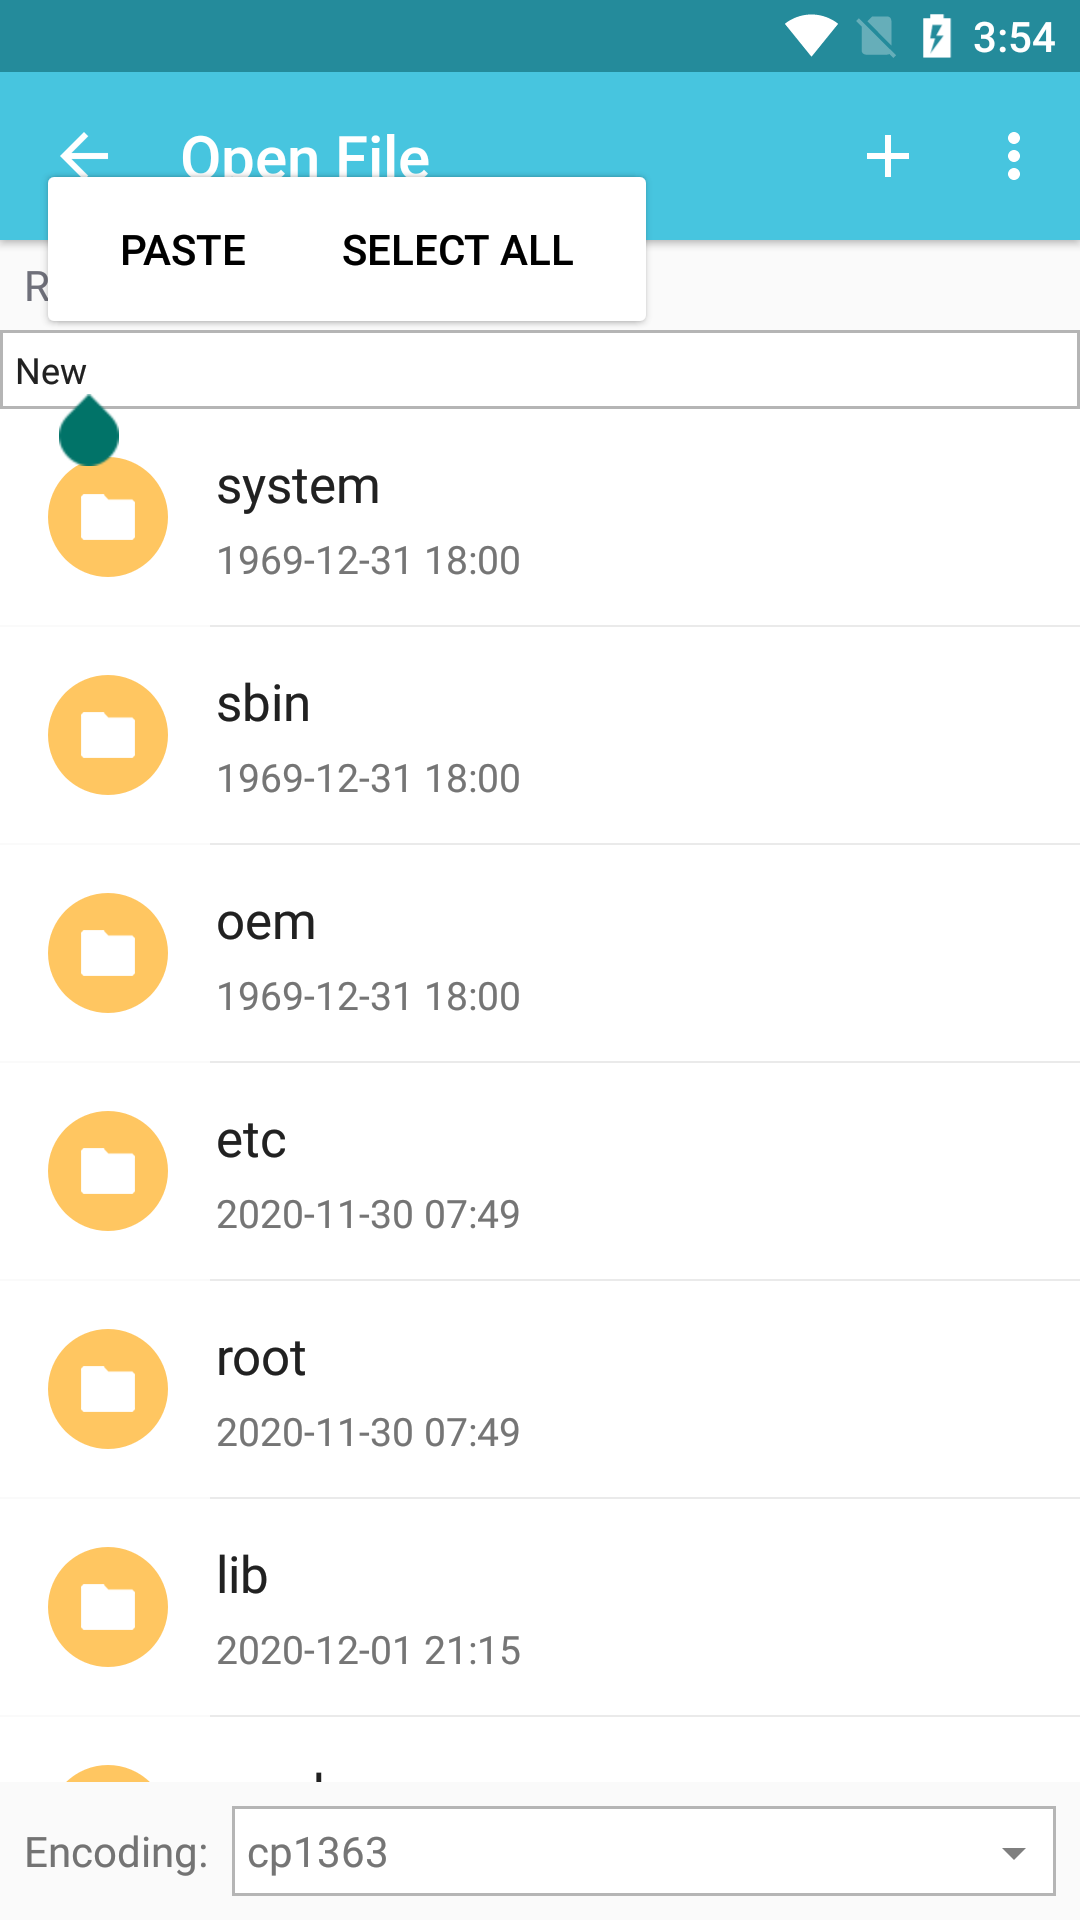 3:54
Open File
PASTE SELECT ALL
New
system
1969-12-31 18:00
sbin
1969-12-31 18:00
oem
1969-12-31 18:00
etc
2020-11-30 07:49
root
2020-11-30 07:49
lib
2020-12-01 21:15
Encoding: cp1363